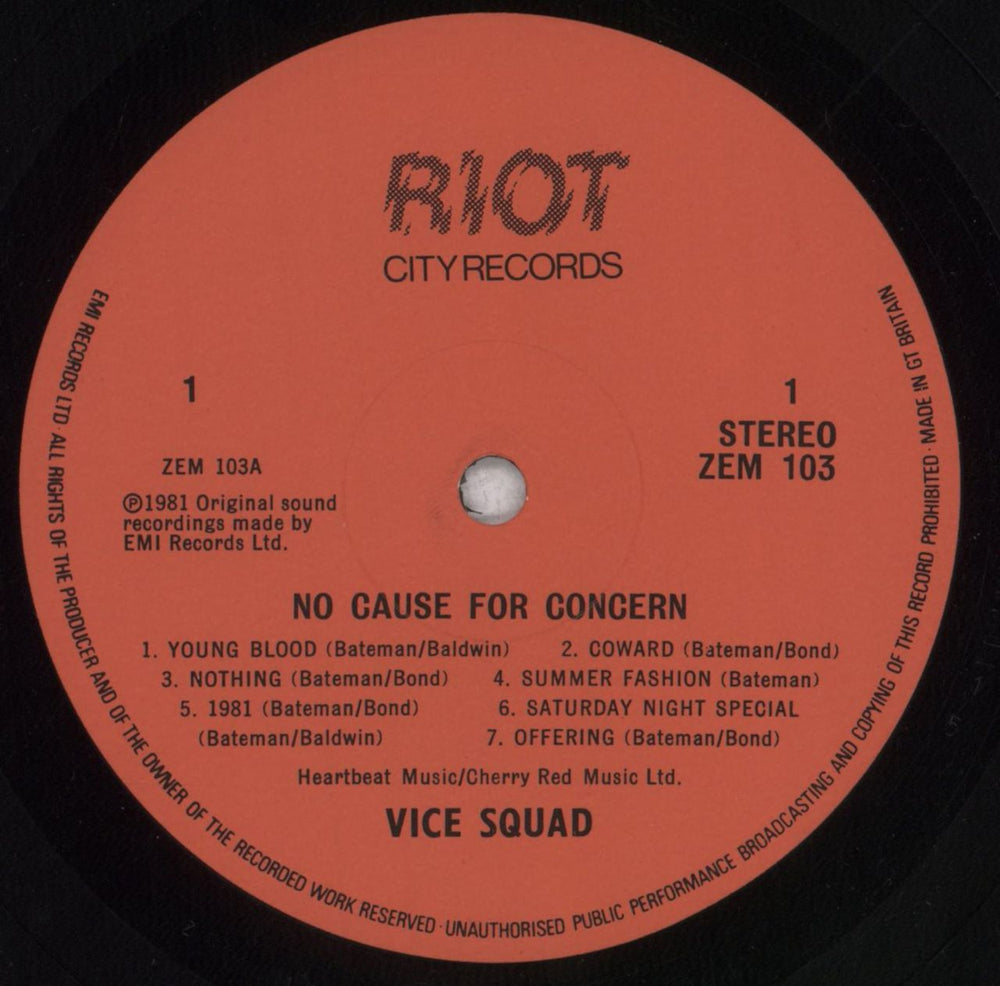 RIOT
CITY RECORDS
1
ZEM 103A
℗1981 Original sound
recordings made by
EMI Records Ltd.
1
STEREO
ZEM 103
NO CAUSE FOR CONCERN
1. YOUNG BLOOD (Bateman/Baldwin) 2. COWARD (Bateman/Bond)
3. NOTHING (Bateman/Bond) 4. SUMMER FASHION (Bateman)
5. 1981 (Bateman/Bond) 6. SATURDAY NIGHT SPECIAL
(Bateman/Baldwin) 7. OFFERING (Bateman/Bond)
Heartbeat Music/Cherry Red Music Ltd.
VICE SQUAD
EMI RECORDS LTD · ALL RIGHTS OF THE PRODUCER AND OF THE OWNER OF THE RECORDED WORK RESERVED · UNAUTHORISED PUBLIC PERFORMANCE BROADCASTING AND COPYING OF THIS RECORD PROHIBITED · MADE IN GT BRITAIN